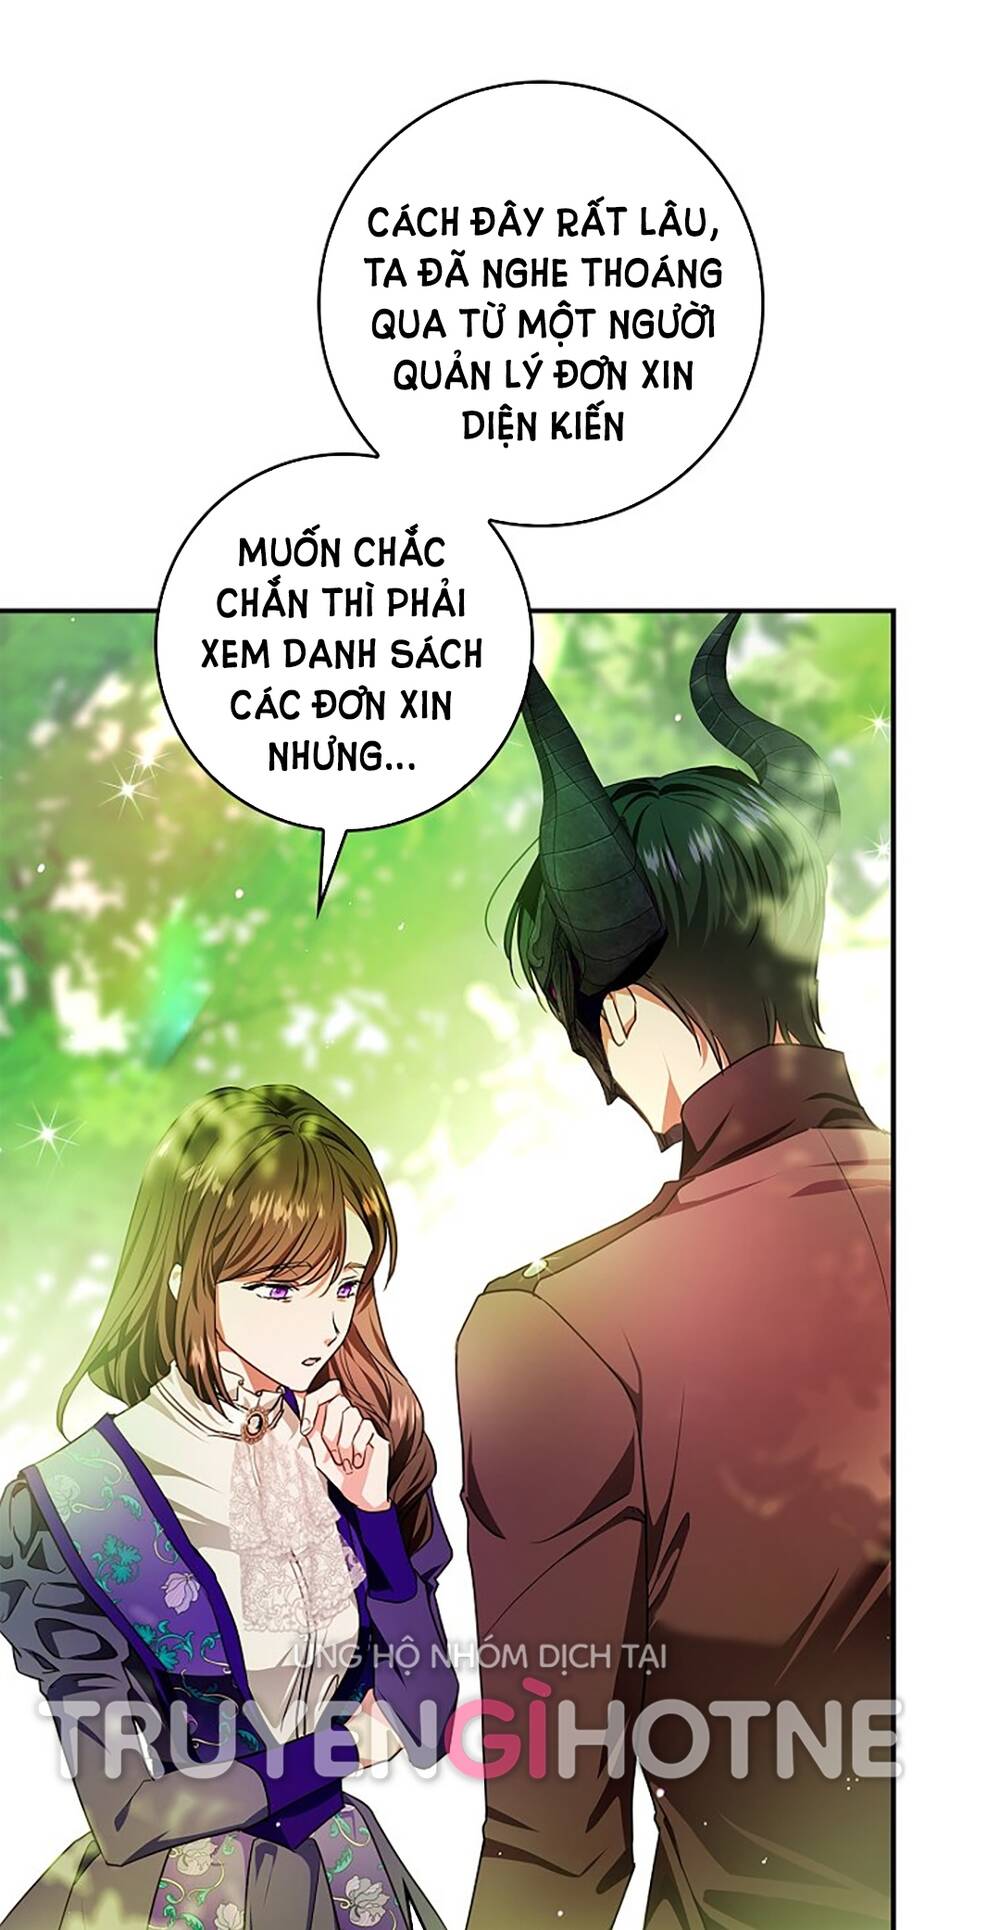 CÁCH ĐÂY RẤT LÂU,
TA ĐÃ NGHE THOÁNG
QUA TỪ MỘT NGƯỜI
QUẢN LÝ ĐƠN XIN
DIỆN KIẾN
MUỐN CHẮC
CHẮN THÌ PHẢI
XEM DANH SÁCH
CÁC ĐƠN XIN
NHƯNG...
ỦNG HỘ NHÓM DỊCH TẠI
TRUYENGÌHOTNE